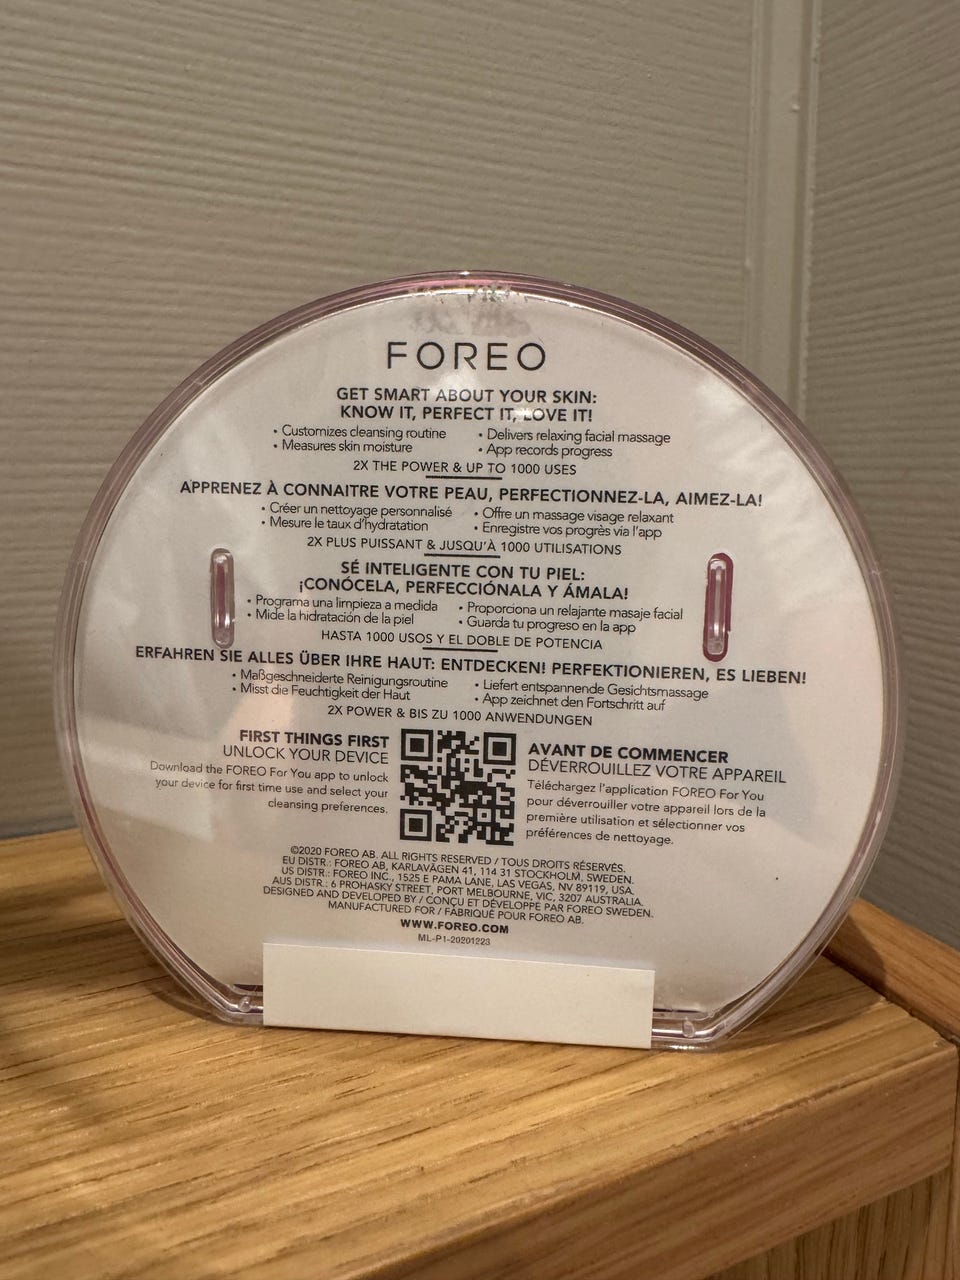 FOREO
GET SMART ABOUT YOUR SKIN:
KNOW IT, PERFECT IT, LOVE IT!
• Customizes cleansing routine • Delivers relaxing facial massage
• Measures skin moisture • App records progress
2X THE POWER & UP TO 1000 USES
APPRENEZ À CONNAITRE VOTRE PEAU, PERFECTIONNEZ-LA, AIMEZ-LA!
• Créer un nettoyage personnalisé • Offre un massage visage relaxant
• Mesure le taux d'hydratation • Enregistre vos progrès via l'app
2X PLUS PUISSANT & JUSQU'À 1000 UTILISATIONS
SÉ INTELIGENTE CON TU PIEL:
¡CONÓCELA, PERFECCIÓNALA Y ÁMALA!
• Programa una limpieza a medida • Proporciona un relajante masaje facial
• Mide la hidratación de la piel • Guarda tu progreso en la app
HASTA 1000 USOS Y EL DOBLE DE POTENCIA
ERFAHREN SIE ALLES ÜBER IHRE HAUT: ENTDECKEN! PERFEKTIONIEREN, ES LIEBEN!
• Maßgeschneiderte Reinigungsroutine • Liefert entspannende Gesichtsmassage
• Misst die Feuchtigkeit der Haut • App zeichnet den Fortschritt auf
2X POWER & BIS ZU 1000 ANWENDUNGEN
FIRST THINGS FIRST
UNLOCK YOUR DEVICE
Download the FOREO For You app to unlock
your device for first time use and select your
cleansing preferences.
AVANT DE COMMENCER
DÉVERROUILLEZ VOTRE APPAREIL
Téléchargez l'application FOREO For You
pour déverrouiller votre appareil lors de la
première utilisation et sélectionner vos
préférences de nettoyage.
©2020 FOREO AB. ALL RIGHTS RESERVED / TOUS DROITS RÉSERVÉS.
EU DISTR.: FOREO AB, KARLAVÄGEN 41, 114 31 STOCKHOLM, SWEDEN.
US DISTR.: FOREO INC., 1525 E PAMA LANE, LAS VEGAS, NV 89119, USA.
AUS DISTR.: 6 PROHASKY STREET, PORT MELBOURNE, VIC, 3207 AUSTRALIA.
DESIGNED AND DEVELOPED BY / CONÇU ET DÉVELOPPÉ PAR FOREO SWEDEN.
MANUFACTURED FOR / FABRIQUÉ POUR FOREO AB.
WWW.FOREO.COM
ML-P1-20201223